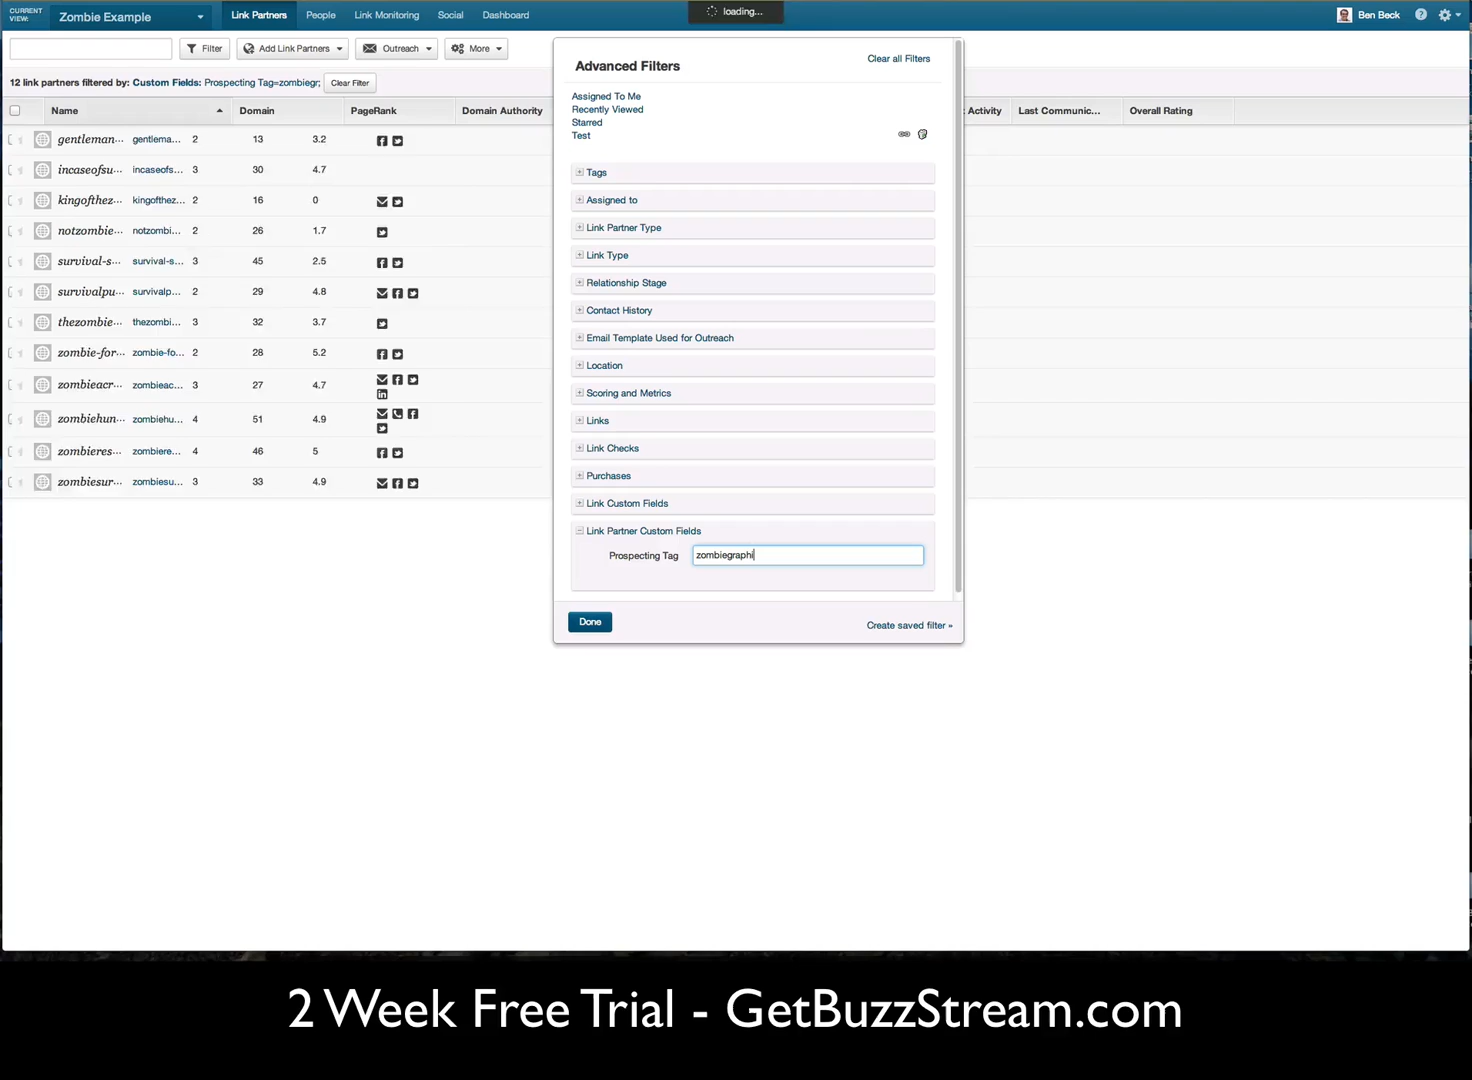 CURRENT VIEW: Zombie Example Link Partners People Link Monitoring Social Dashboard loading... Ben Beck
Filter Add Link Partners Outreach More
12 link partners filtered by: Custom Fields: Prospecting Tag=zombiegr; Clear Filter
Name Domain PageRank Domain Authority Activity Last Communic... Overall Rating
gentleman... gentlema... 2 13 3.2
incaseofsu... incaseofs... 3 30 4.7
kingofthez... kingofthez... 2 16 0
notzombie... notzombi... 2 26 1.7
survival-s... survival-s... 3 45 2.5
survivalpu... survivalp... 2 29 4.8
thezombie... thezombi... 3 32 3.7
zombie-for... zombie-fo... 2 28 5.2
zombieacr... zombieac... 3 27 4.7
zombiehun... zombiehu... 4 51 4.9
zombieres... zombiere... 4 46 5
zombiesur... zombiesu... 3 33 4.9
Advanced Filters Clear all Filters
Assigned To Me
Recently Viewed
Starred
Test
Tags
Assigned to
Link Partner Type
Link Type
Relationship Stage
Contact History
Email Template Used for Outreach
Location
Scoring and Metrics
Links
Link Checks
Purchases
Link Custom Fields
Link Partner Custom Fields
Prospecting Tag zombiegraphi
Done Create saved filter »
2 Week Free Trial - GetBuzzStream.com